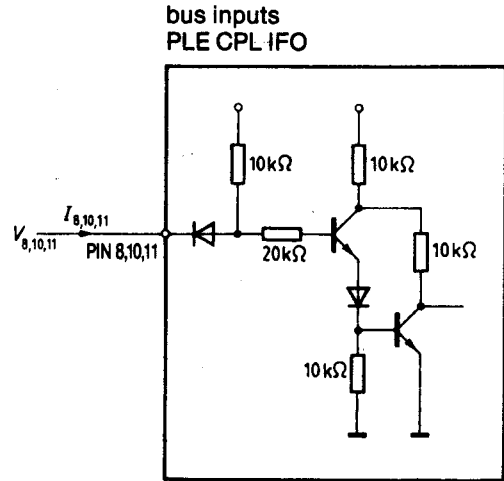 bus inputs
PLE CPL IFO
10kΩ
10kΩ
I8,10,11
V8,10,11
PIN 8,10,11
20kΩ
10kΩ
10kΩ